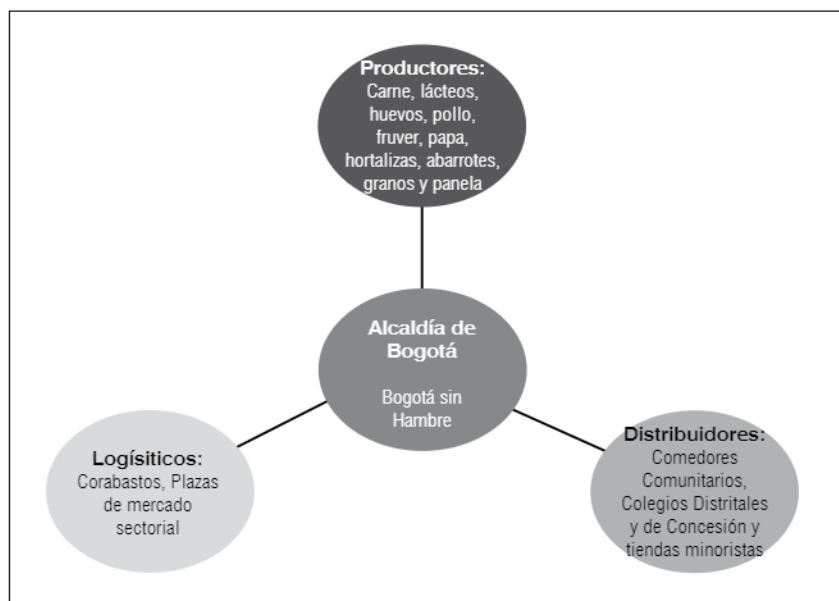 Productores:
Carne, lácteos,
huevos, pollo,
fruver, papa,
hortalizas, abarrotes,
granos y panela
Alcaldía de
Bogotá
Bogotá sin
Hambre
Logísiticos:
Corabastos, Plazas
de mercado
sectorial
Distribuidores:
Comedores
Comunitarios,
Colegios Distritales
y de Concesión y
tiendas minoristas